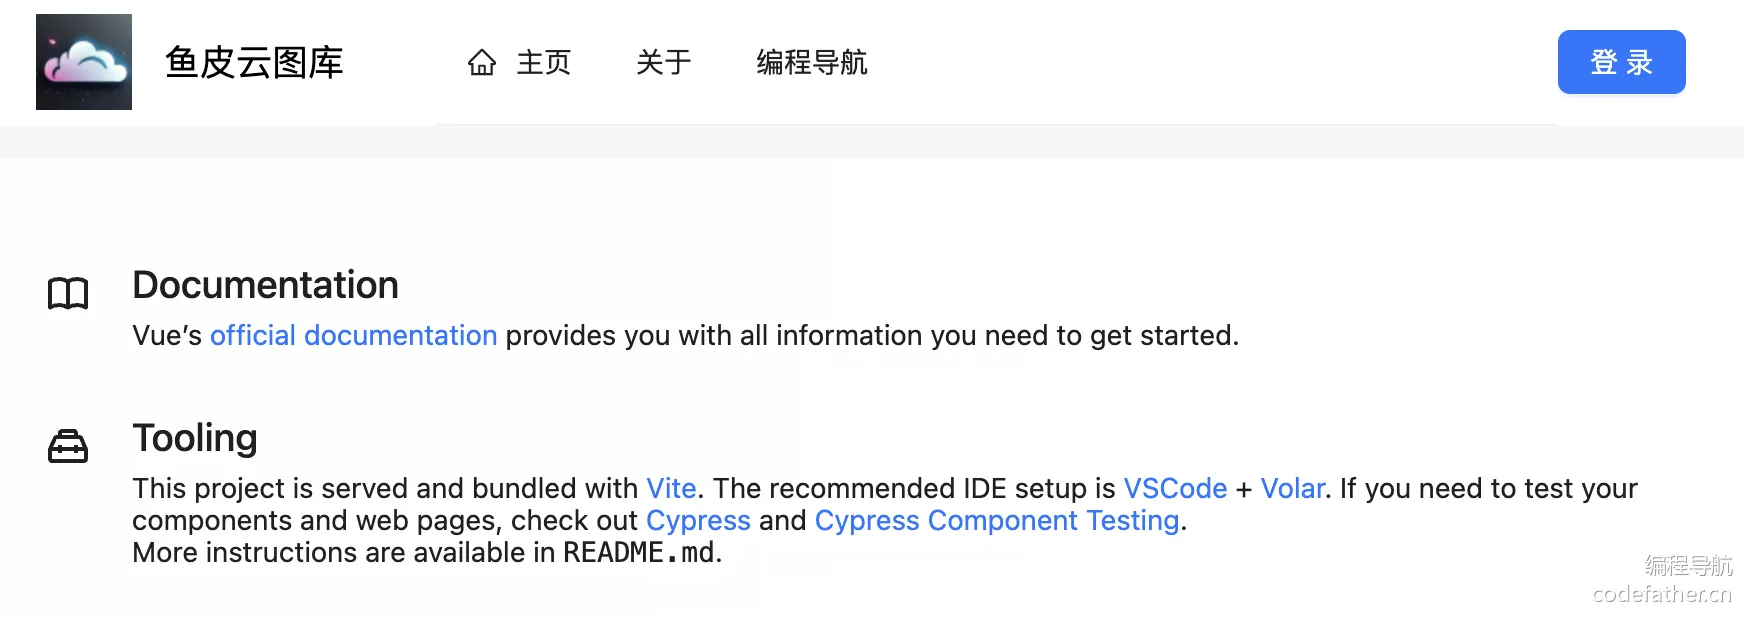 鱼皮云图库
主页 关于 编程导航
登 录
Documentation
Vue’s official documentation provides you with all information you need to get started.
Tooling
This project is served and bundled with Vite. The recommended IDE setup is VSCode + Volar. If you need to test your
components and web pages, check out Cypress and Cypress Component Testing.
More instructions are available in README.md.
编程导航
codefather.cn